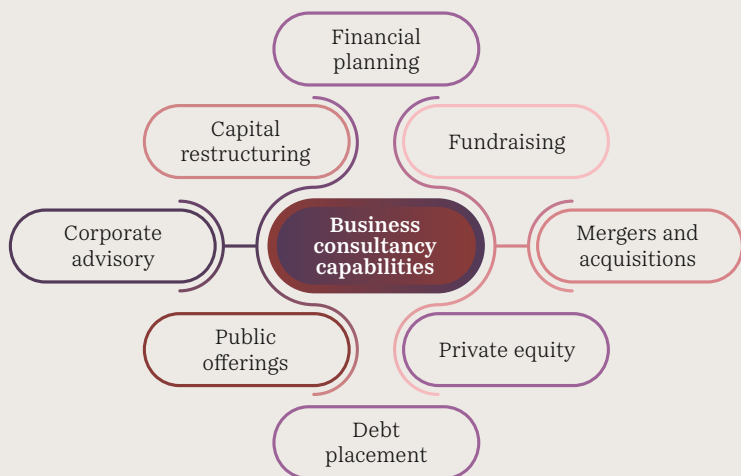 Financial
planning
Capital
restructuring
Fundraising
Corporate
advisory
Business
consultancy
capabilities
Mergers and
acquisitions
Public
offerings
Private equity
Debt
placement